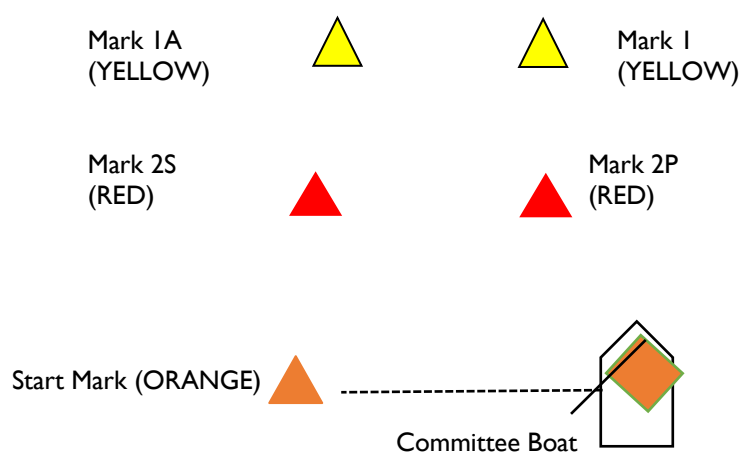 Mark 1A
(YELLOW)
Mark 1
(YELLOW)
Mark 2S
(RED)
Mark 2P
(RED)
Start Mark (ORANGE)
Committee Boat